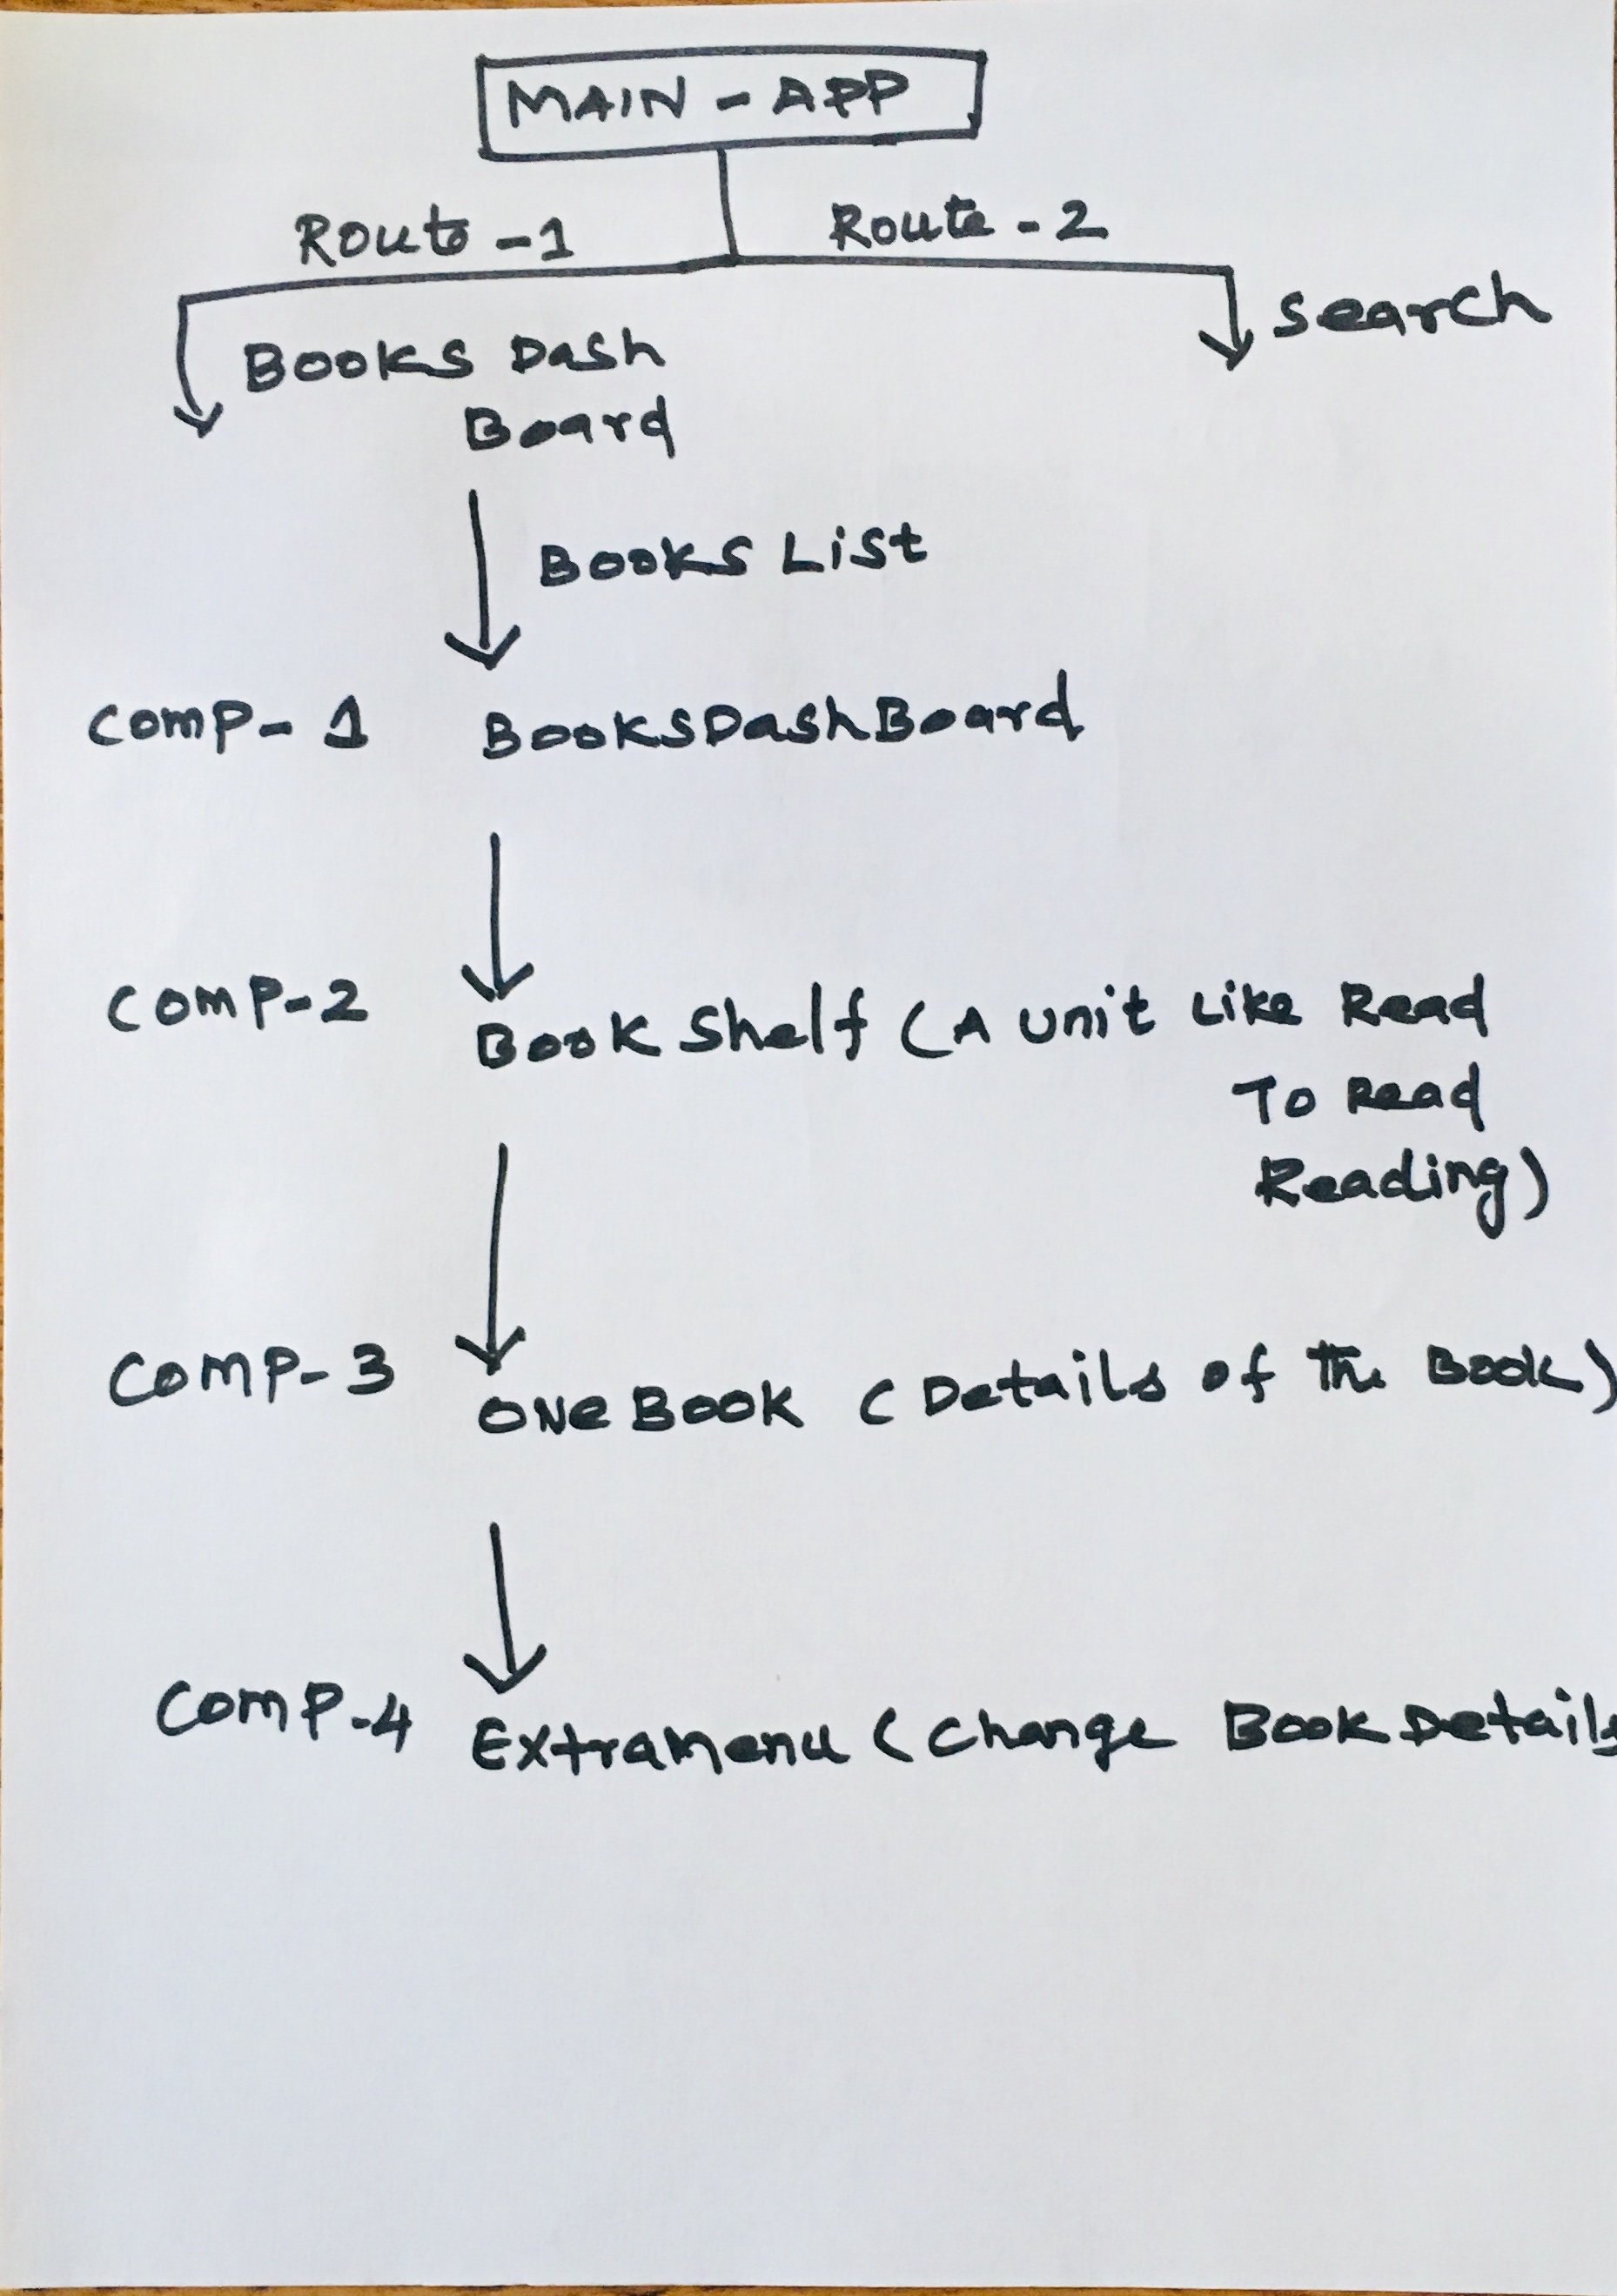 MAIN - APP
Route -1
Route - 2
Search
Books Dash
Board
Books List
Comp- 1 BooksDashBoard
Comp-2 Book Shelf (A unit Like Read
To Read
Reading)
Comp-3 One Book (Details of the Book)
Comp-4 Extramenu (Change Book Details